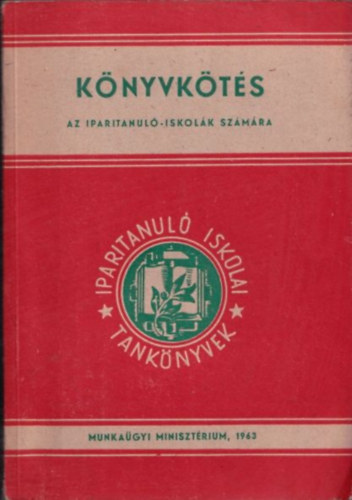 KÖNYVKÖTÉS
AZ IPARITANULÓ-ISKOLÁK SZÁMÁRA
IPARITANULÓ ISKOLAI
★ TANKÖNYVEK ★
MUNKAÜGYI MINISZTÉRIUM, 1963